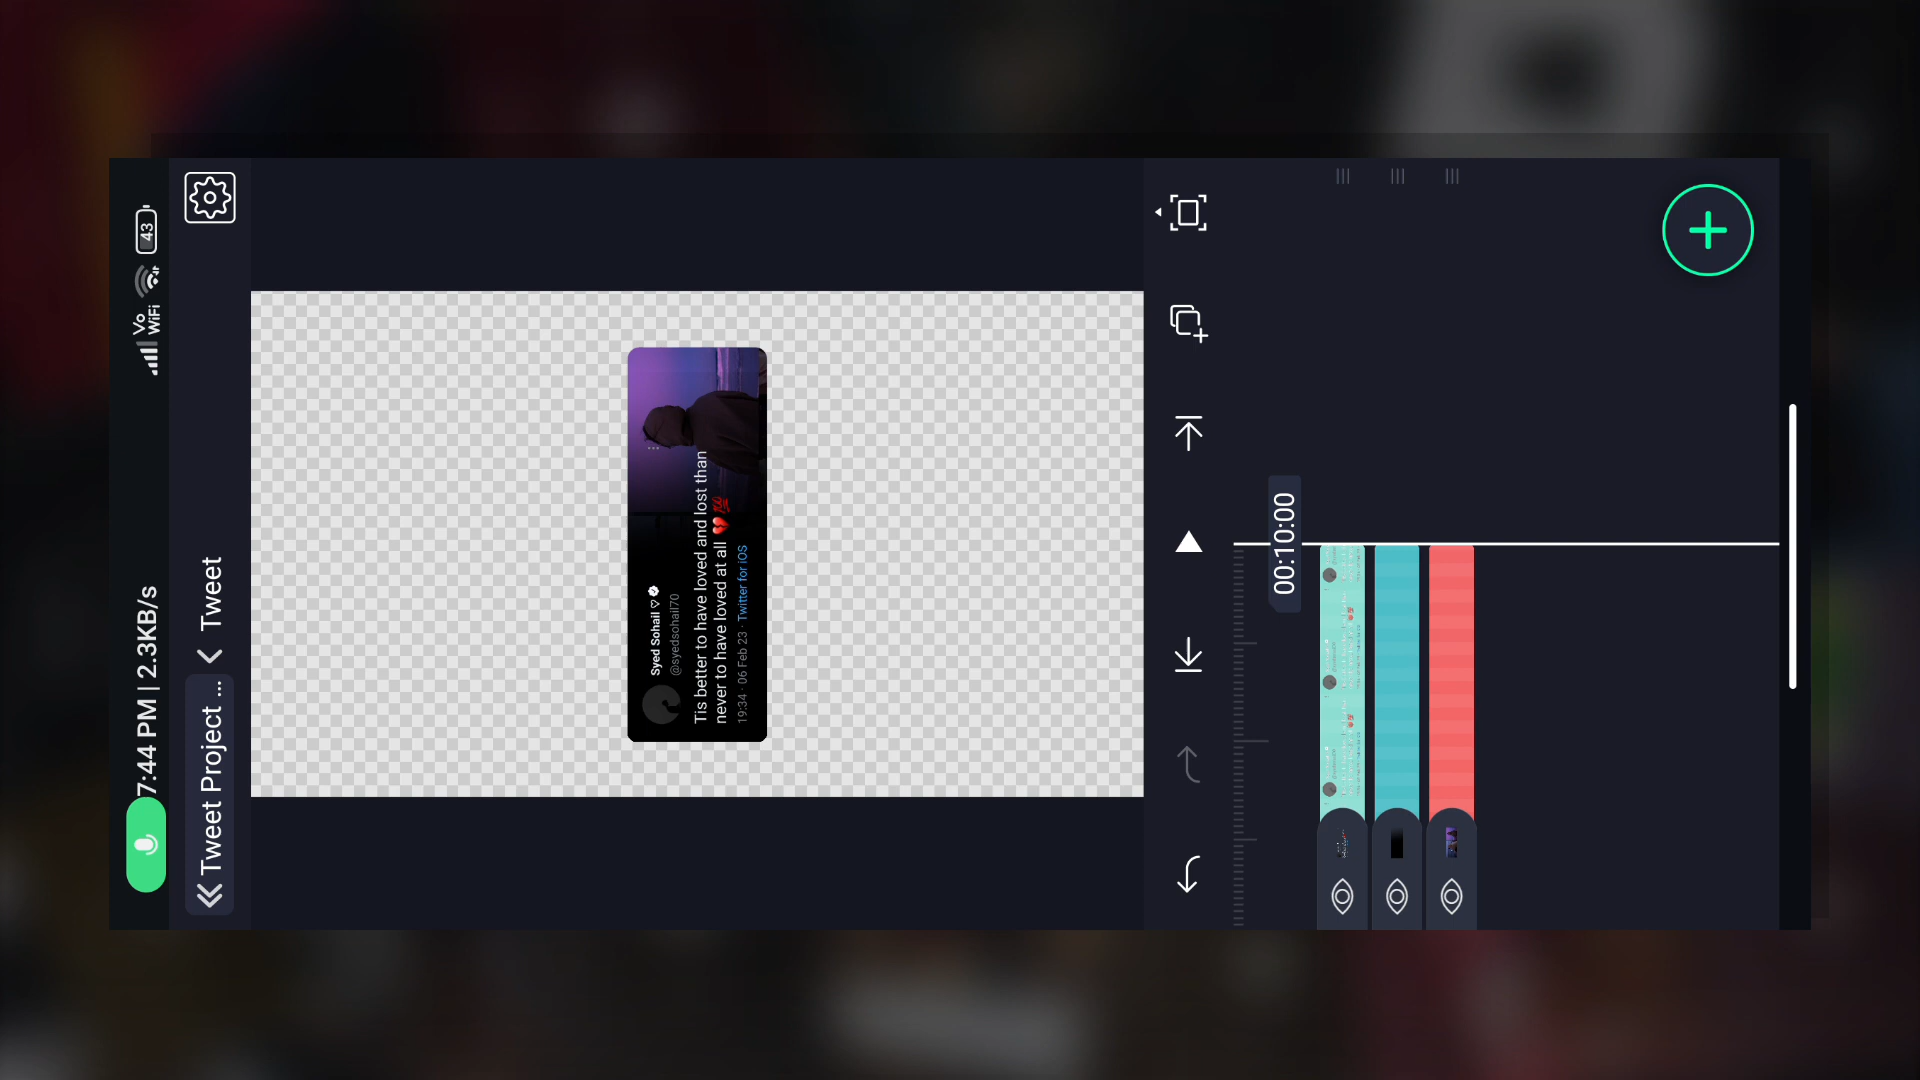 7:44 PM | 2.3KB/s
Vo
WiFi
43
Tweet Project ...
Tweet
Syed Sohail ♡
@syedsohail70
Tis better to have loved and lost than
never to have loved at all 💔💯
19:34 · 06 Feb 23 · Twitter for iOS
00:10:00